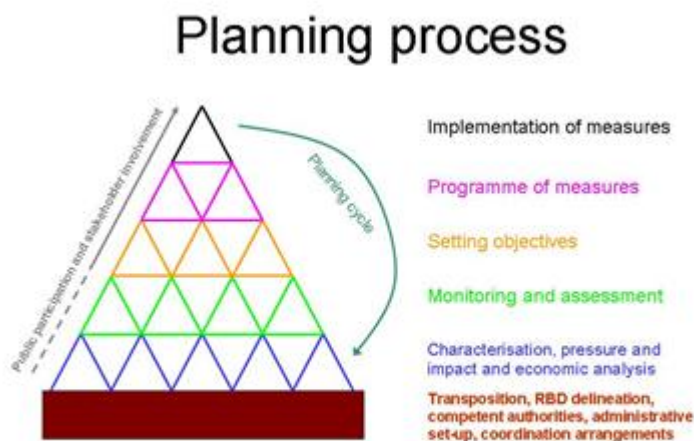 Planning process
Public participation and stakeholder involvement
Planning cycle
Implementation of measures
Programme of measures
Setting objectives
Monitoring and assessment
Characterisation, pressure and
impact and economic analysis
Transposition, RBD delineation,
competent authorities, administrative
set-up, coordination arrangements